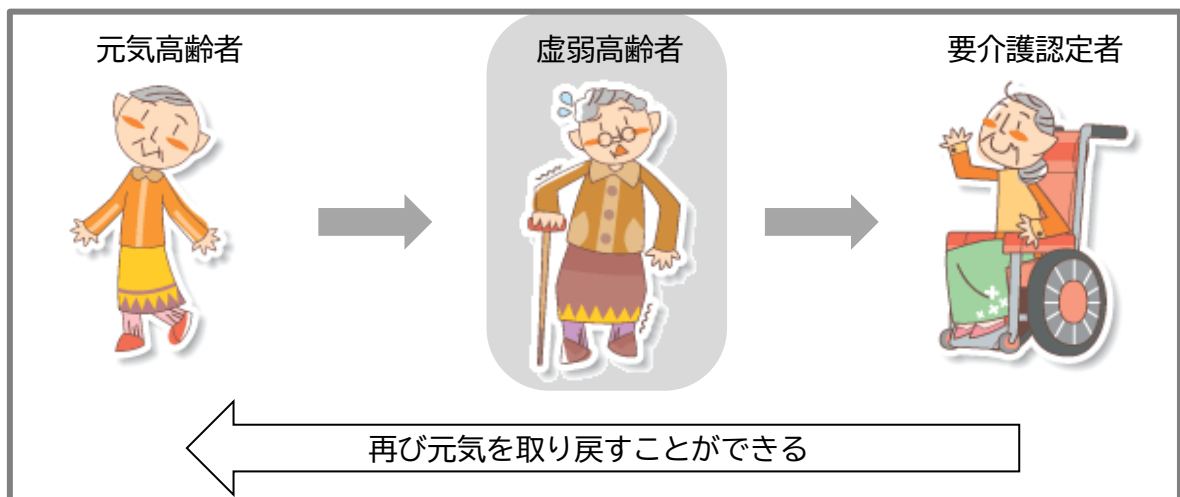 元気高齢者
虚弱高齢者
要介護認定者
再び元気を取り戻すことができる